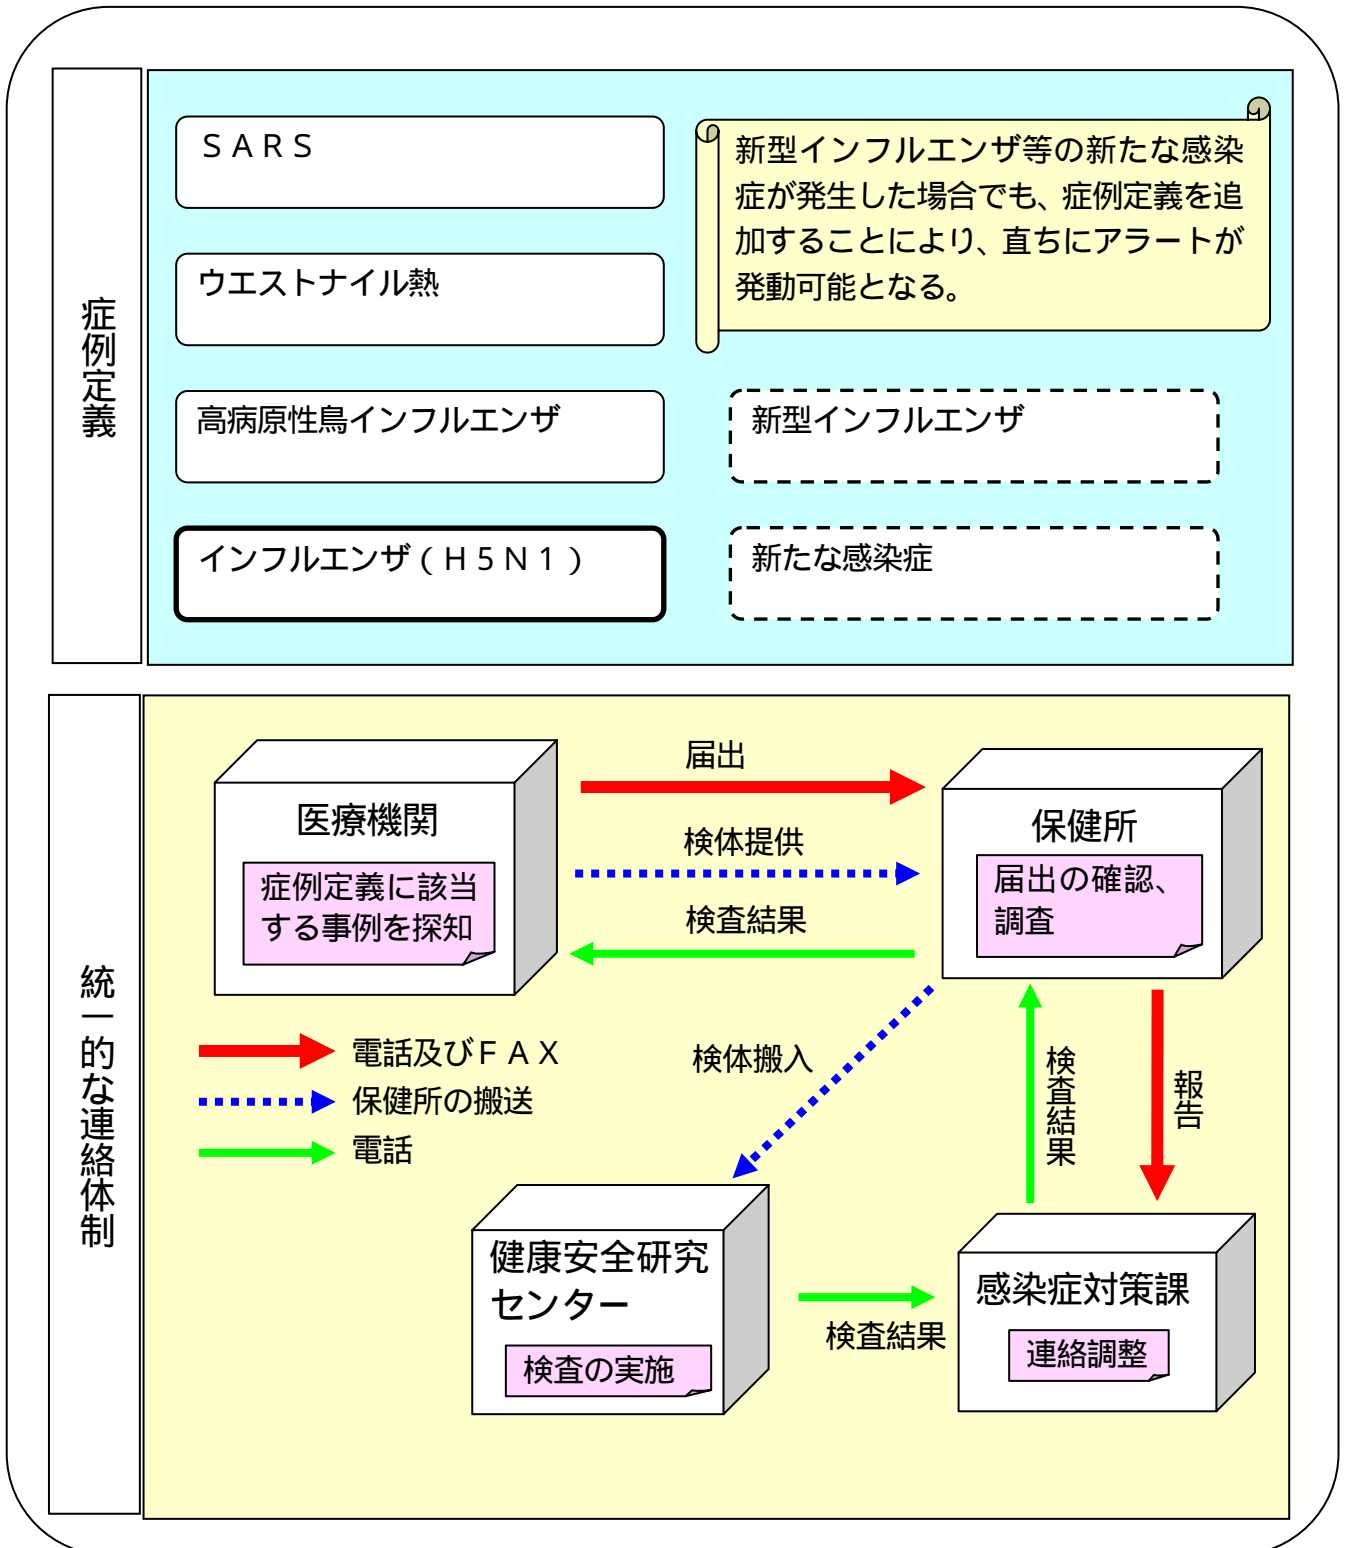 症例定義
ＳＡＲＳ
ウエストナイル熱
高病原性鳥インフルエンザ
インフルエンザ（Ｈ５Ｎ１）
新型インフルエンザ等の新たな感染
症が発生した場合でも、症例定義を追
加することにより、直ちにアラートが
発動可能となる。
新型インフルエンザ
新たな感染症
統一的な連絡体制
医療機関
症例定義に該当
する事例を探知
届出
検体提供
検査結果
保健所
届出の確認、
調査
電話及びＦＡＸ
保健所の搬送
電話
検体搬入
検査結果
報告
健康安全研究
センター
検査の実施
検査結果
感染症対策課
連絡調整